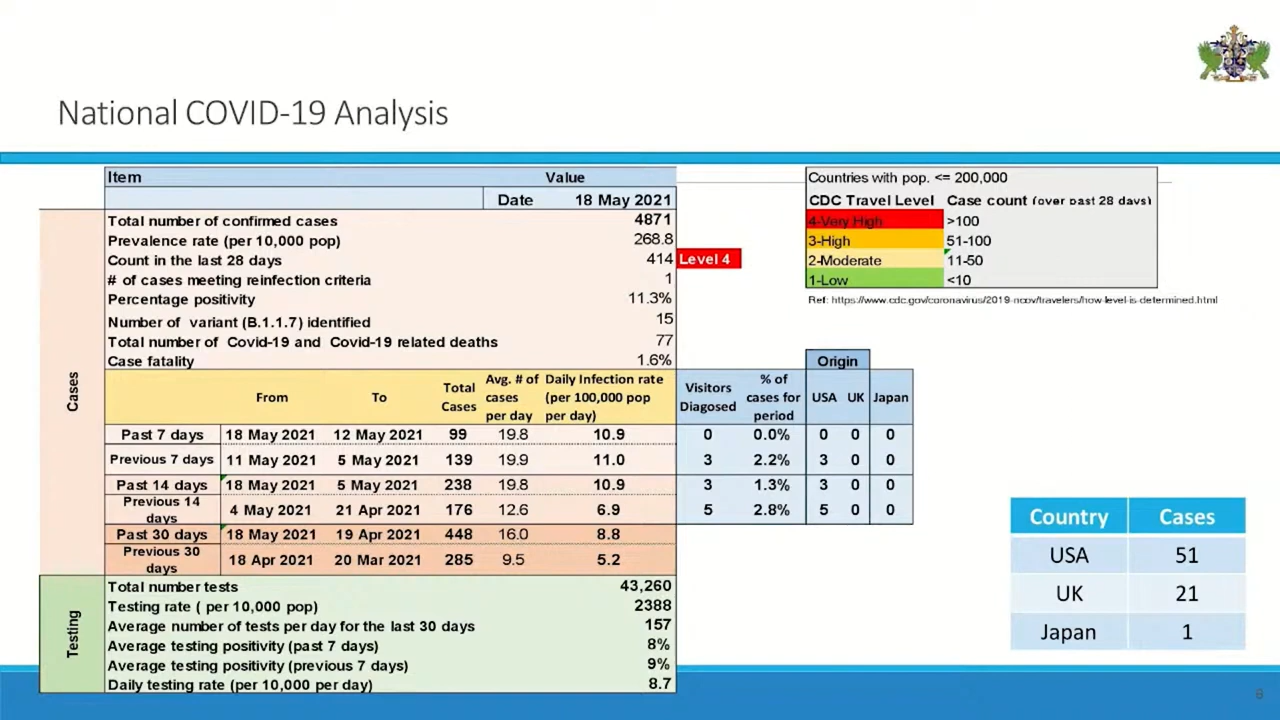 National COVID-19 Analysis
Item Value
Date 18 May 2021
Cases
Total number of confirmed cases 4871
Prevalence rate (per 10,000 pop) 268.8
Count in the last 28 days 414 Level 4
# of cases meeting reinfection criteria 1
Percentage positivity 11.3%
Number of variant (B.1.1.7) identified 15
Total number of Covid-19 and Covid-19 related deaths 77
Case fatality 1.6%
From To Total Cases Avg. # of cases per day Daily Infection rate (per 100,000 pop per day) Visitors Diagosed % of cases for period Origin USA UK Japan
Past 7 days 18 May 2021 12 May 2021 99 19.8 10.9 0 0.0% 0 0 0
Previous 7 days 11 May 2021 5 May 2021 139 19.9 11.0 3 2.2% 3 0 0
Past 14 days 18 May 2021 5 May 2021 238 19.8 10.9 3 1.3% 3 0 0
Previous 14 days 4 May 2021 21 Apr 2021 176 12.6 6.9 5 2.8% 5 0 0
Past 30 days 18 May 2021 19 Apr 2021 448 16.0 8.8
Previous 30 days 18 Apr 2021 20 Mar 2021 285 9.5 5.2
Testing
Total number tests 43,260
Testing rate ( per 10,000 pop) 2388
Average number of tests per day for the last 30 days 157
Average testing positivity (past 7 days) 8%
Average testing positivity (previous 7 days) 9%
Daily testing rate (per 10,000 per day) 8.7
Countries with pop. <= 200,000
CDC Travel Level Case count (over past 28 days)
4-Very High >100
3-High 51-100
2-Moderate 11-50
1-Low <10
Ref: https://www.cdc.gov/coronavirus/2019-ncov/travelers/how-level-is-determined.html
Country Cases
USA 51
UK 21
Japan 1
8